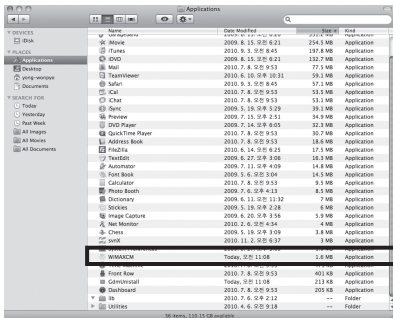 Applications
Name Date Modified Size Kind
DEVICES
iDisk
PLACES
Applications
Desktop
yong-wonpyo
Documents
SEARCH FOR
Today
Yesterday
Past Week
All Images
All Movies
All Documents
iMovie 2009. 8. 15. 오전 6:21 254.5 MB Application
iTunes 2010. 9. 3. 오전 8:45 Application
iDVD 2009. 8. 15. 오전 6:21 132.7 MB Application
Mail 2010. 7. 8. 오전 9:53 77.5 MB Application
TeamViewer 2010. 6. 10. 오후 10:31 59.1 MB Application
Safari 2010. 9. 3. 오전 8:45 57.1 MB Application
iCal 2010. 7. 8. 오전 9:53 53.5 MB Application
iChat 2010. 7. 8. 오전 9:53 53.1 MB Application
iSync 2009. 5. 19. 오후 5:29 39.1 MB Application
Preview 2009. 7. 15. 오후 2:51 34.9 MB Application
DVD Player 2009. 7. 14. 오후 6:05 32.3 MB Application
QuickTime Player 2010. 7. 8. 오전 9:53 30.7 MB Application
Address Book 2010. 7. 8. 오전 9:53 18.6 MB Application
FileZilla 2010. 6. 14. 오전 6:25 17.5 MB Application
TextEdit 2009. 6. 27. 오후 3:06 16.3 MB Application
Automator 2009. 7. 11. 오후 4:09 14.8 MB Application
Font Book 2009. 5. 6. 오전 3:04 14.5 MB Application
Calculator 2010. 7. 8. 오전 9:53 9.5 MB Application
Photo Booth 2009. 7. 6. 오후 4:13 8.5 MB Application
Dictionary 2009. 6. 11. 오전 11:32 7 MB Application
Stickies 2009. 5. 19. 오후 2:28 6 MB Application
Image Capture 2009. 6. 20. 오후 3:56 5.9 MB Application
Net Monitor 2010. 2. 6. 오전 4:34 4 MB Application
Chess 2009. 5. 19. 오후 3:09 3.8 MB Application
svnX 2010. 11. 2. 오전 6:37 3 MB Application
WiMAXCM Today, 오전 11:08 1.6 MB Application
Front Row 2010. 7. 8. 오전 9:53 401 KB Application
GdmUninstall Today, 오전 11:08 213 KB Application
Dashboard 2010. 7. 8. 오전 9:53 205 KB Application
lib 2010. 7. 6. 오후 2:12 -- Folder
Utilities 2010. 4. 6. 오전 9:18 -- Folder
36 items, 110.13 GB available